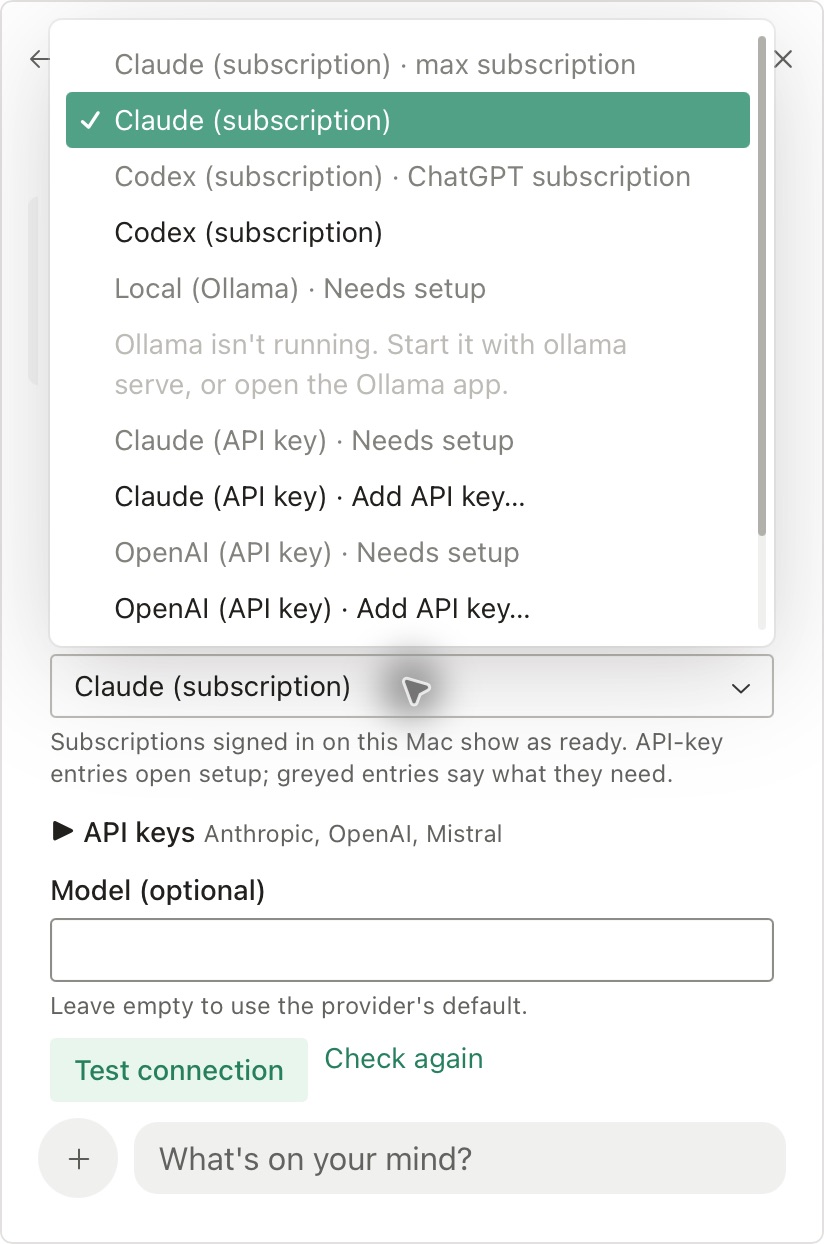 Claude (subscription) · max subscription
Claude (subscription)
Codex (subscription) · ChatGPT subscription
Codex (subscription)
Local (Ollama) · Needs setup
Ollama isn't running. Start it with ollama
serve, or open the Ollama app.
Claude (API key) · Needs setup
Claude (API key) · Add API key...
OpenAI (API key) · Needs setup
OpenAI (API key) · Add API key...
Claude (subscription)
Subscriptions signed in on this Mac show as ready. API-key
entries open setup; greyed entries say what they need.
API keys Anthropic, OpenAI, Mistral
Model (optional)
Leave empty to use the provider's default.
Test connection Check again
What's on your mind?